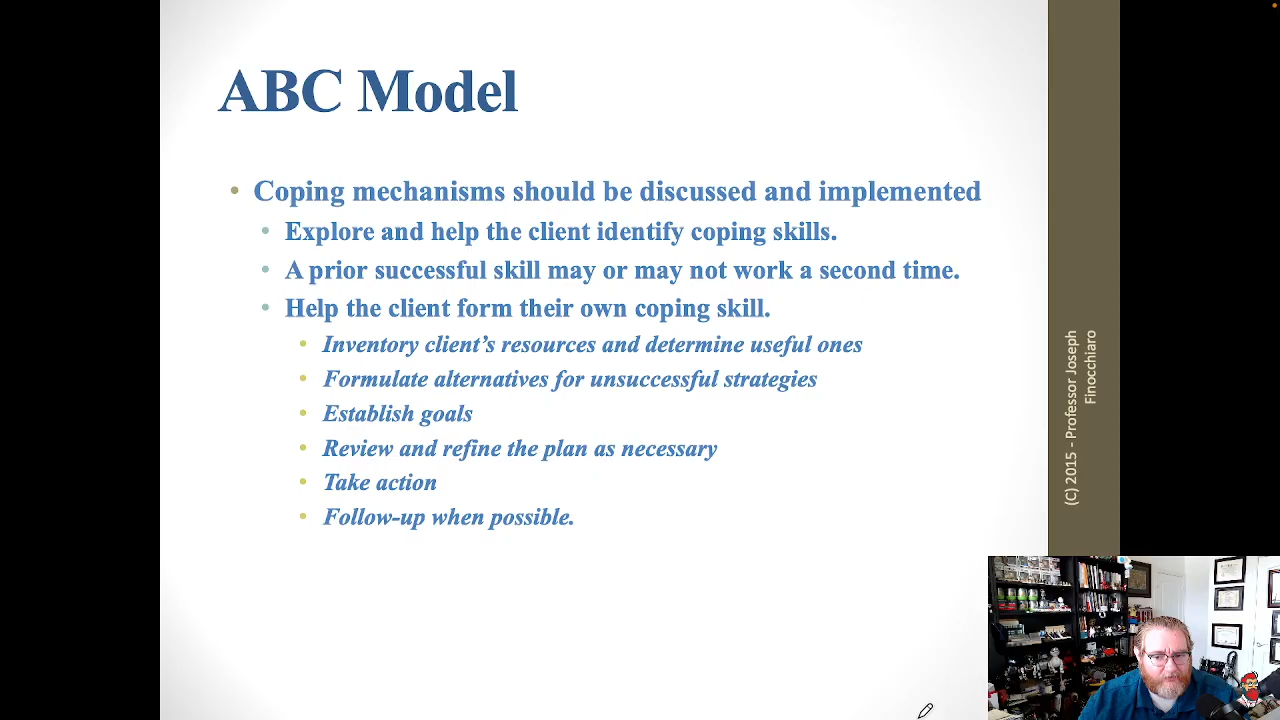 ABC Model
• Coping mechanisms should be discussed and implemented
• Explore and help the client identify coping skills.
• A prior successful skill may or may not work a second time.
• Help the client form their own coping skill.
• Inventory client’s resources and determine useful ones
• Formulate alternatives for unsuccessful strategies
• Establish goals
• Review and refine the plan as necessary
• Take action
• Follow-up when possible.
(C) 2015 - Professor Joseph
Finocchiaro